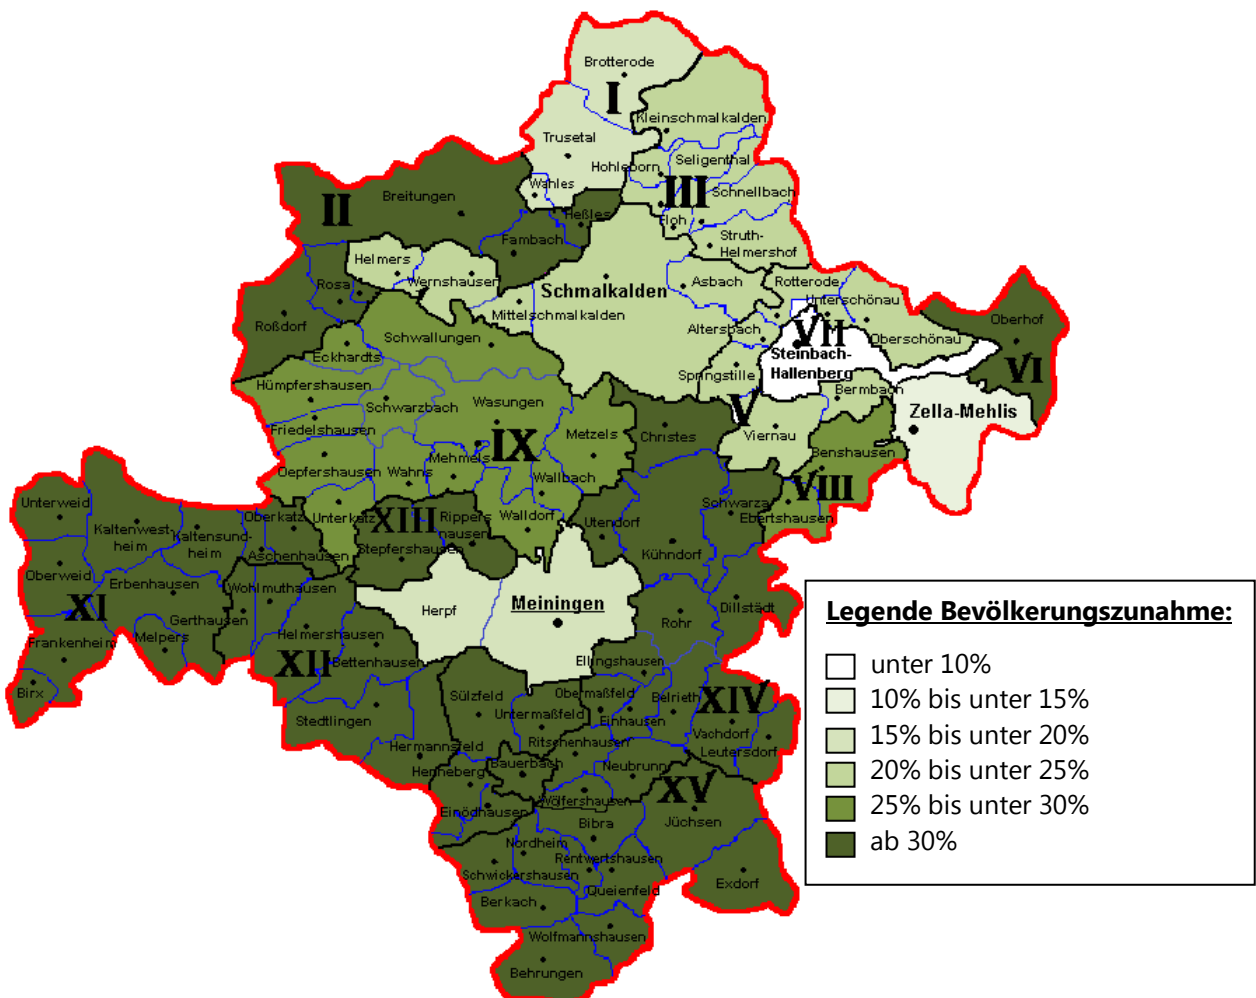 Brotterode
I
Kleinschmalkalden
Trusetal
Hohleborn
Seligenthal
Wahles
III
Schnellbach
Breitungen
II
Heßles
Floh
Fambach
Struth-
Helmershof
Helmers
Wernshausen
Rosa
Schmalkalden
Asbach
Rotterode
Unterschönau
Mittelschmalkalden
Roßdorf
Oberhof
Schwallungen
Altersbach
VII
Oberschönau
Eckhardts
Steinbach-
Hallenberg
VI
Springstille
Hümpfershausen
Bermbach
Schwarzbach
Wasungen
V
Zella-Mehlis
Friedelshausen
Metzels
Christes
Viernau
IX
Benshausen
Oepfershausen
Mehmels
Wahns
Wallbach
VIII
Unterweid
Schwarza
Ebertshausen
Kaltenwest-
heim
Kaltensund-
heim
Oberkatz
Unterkatz
XIII
Rippers
hausen
Walldorf
Utendorf
Aschenhausen
Stepfershausen
Kühndorf
Oberweid
Erbenhausen
Wohlmuthausen
XI
Gerthausen
Herpf
Meiningen
Dillstädt
Rohr
Frankenheim
Melpers
Helmershausen
XII
Bettenhausen
Ellingshausen
Birx
Stedtlingen
Sülzfeld
Obermaßfeld
Belrieth
XIV
Untermaßfeld
Einhausen
Vachdorf
Ritschenhausen
Leutersdorf
Hermannsfeld
Bauerbach
Neubrunn
Henneberg
Wölfershausen
XV
Einödhausen
Bibra
Jüchsen
Nordheim
Rentwertshausen
Schwickershausen
Queienfeld
Exdorf
Berkach
Wolfmannshausen
Behrungen
Legende Bevölkerungszunahme:
unter 10%
10% bis unter 15%
15% bis unter 20%
20% bis unter 25%
25% bis unter 30%
ab 30%